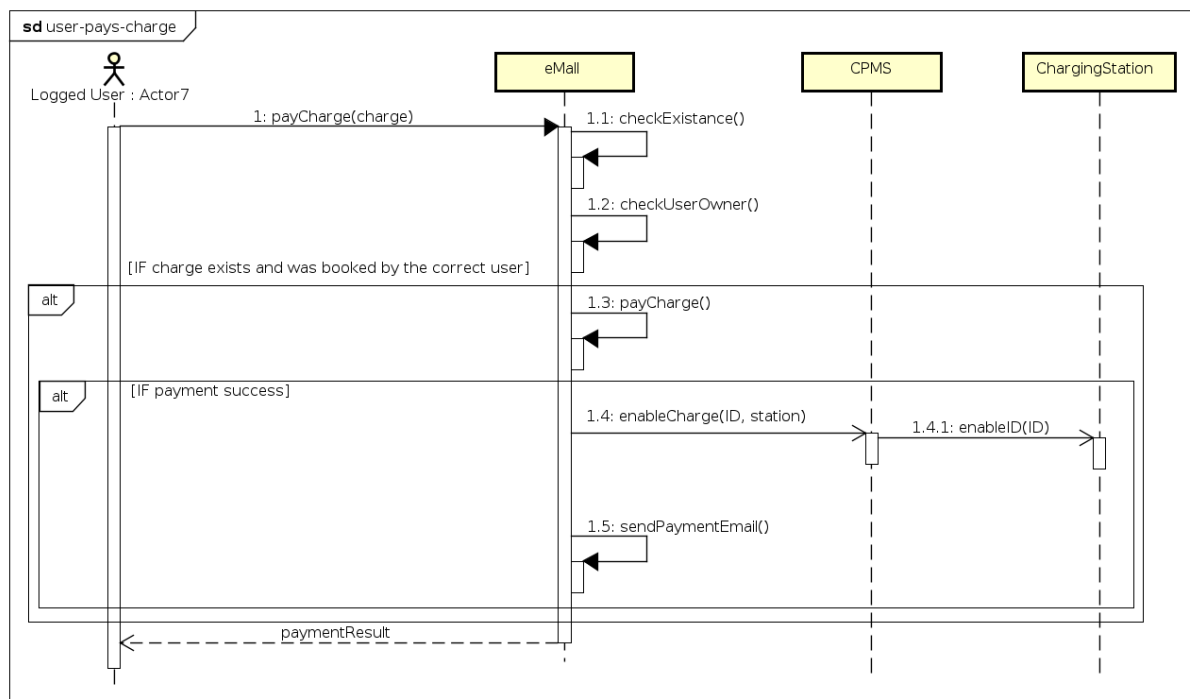 sd user-pays-charge
Logged User : Actor7
eMall
CPMS
ChargingStation
1: payCharge(charge)
1.1: checkExistance()
1.2: checkUserOwner()
[IF charge exists and was booked by the correct user]
alt
1.3: payCharge()
alt
[IF payment success]
1.4: enableCharge(ID, station)
1.4.1: enableID(ID)
1.5: sendPaymentEmail()
paymentResult